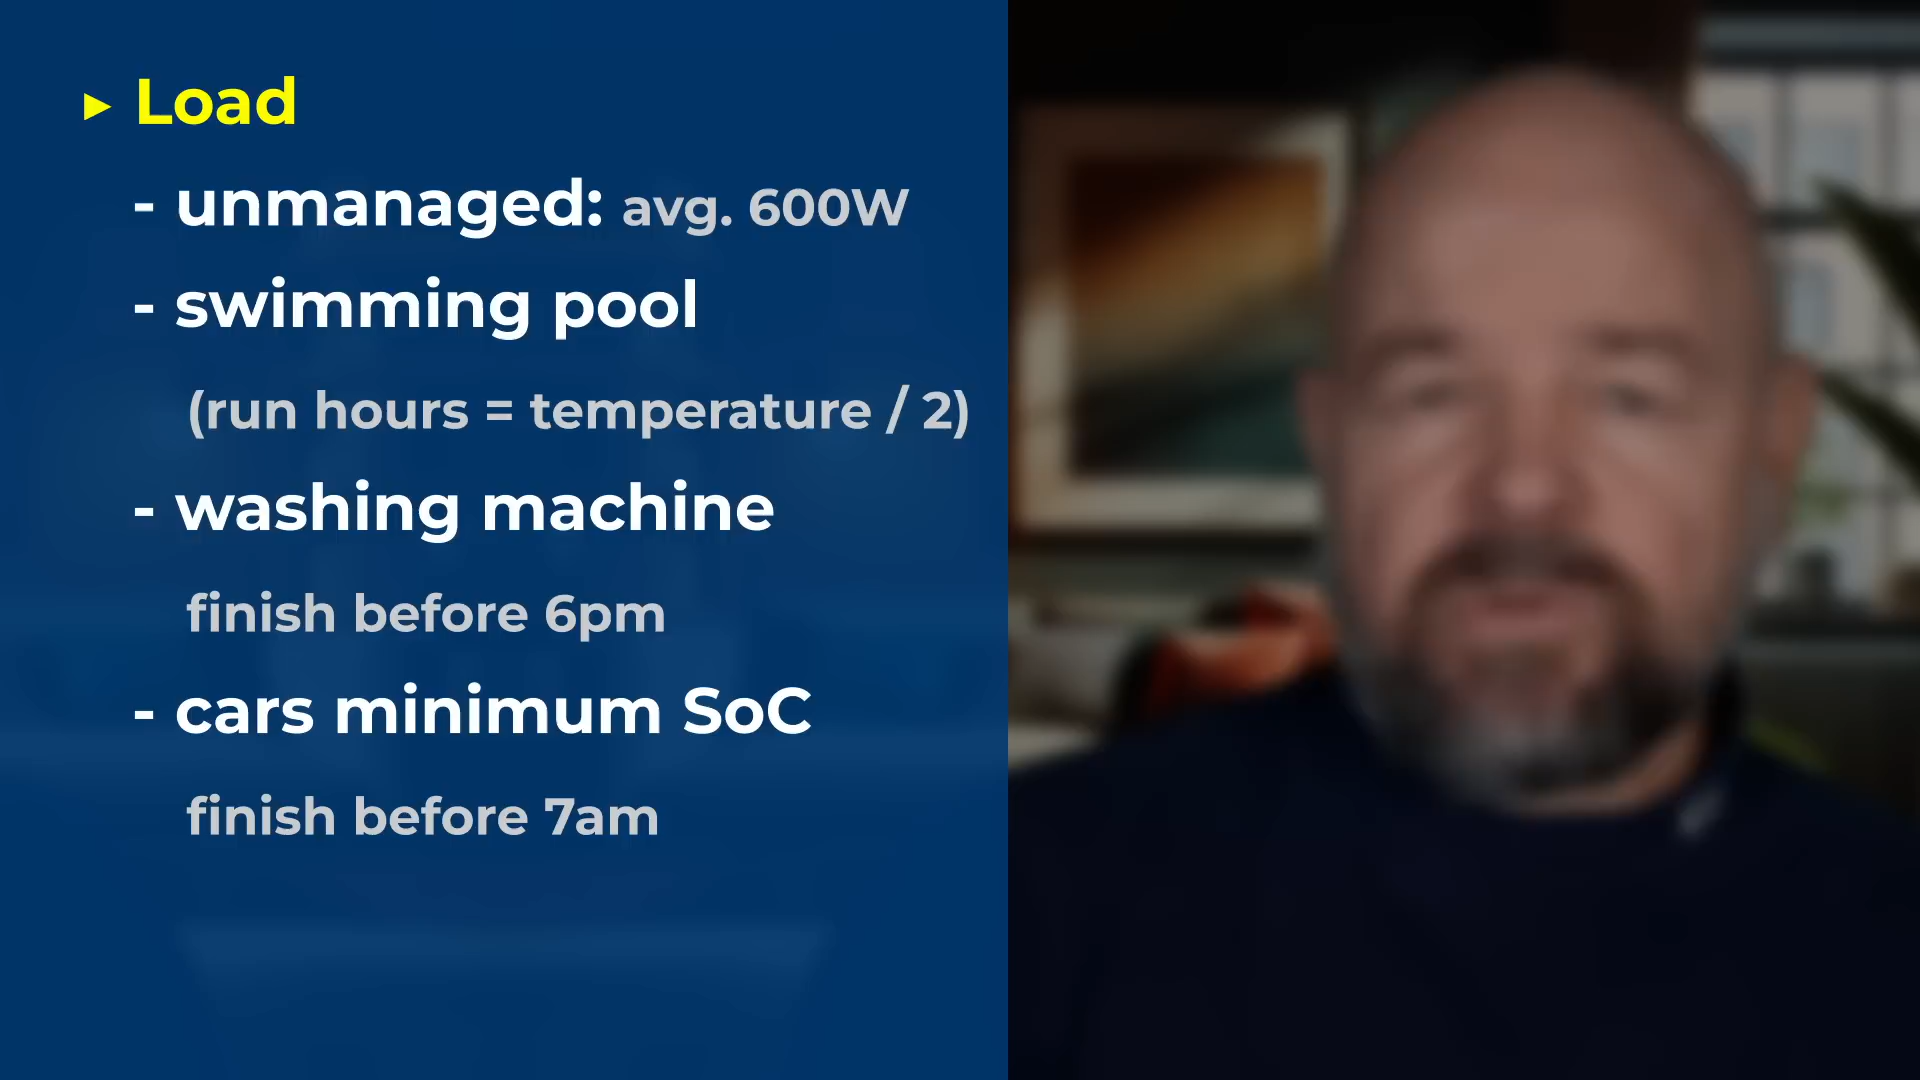 ► Load
- unmanaged: avg. 600W
- swimming pool
(run hours = temperature / 2)
- washing machine
finish before 6pm
- cars minimum SoC
finish before 7am